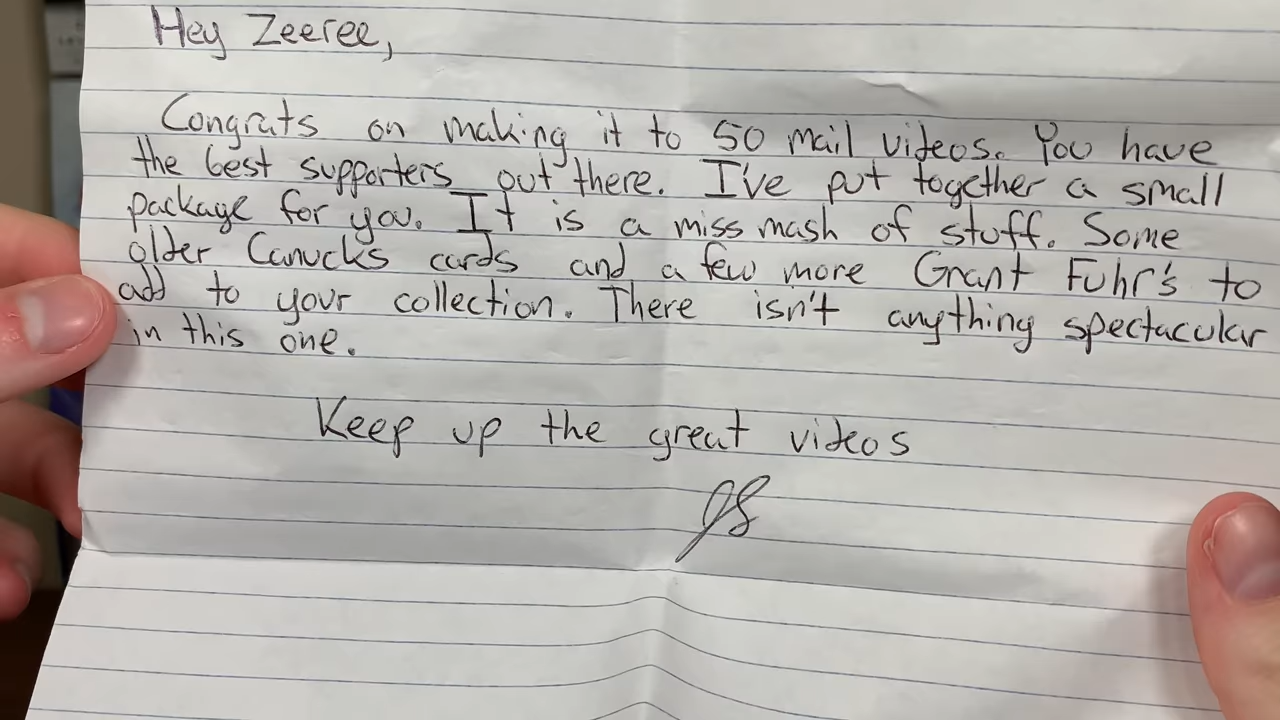 Hey Zeeree,
Congrats on making it to 50 mail videos. You have
the best supporters out there. I've put together a small
package for you. It is a miss mash of stuff. Some
older Canucks cards and a few more Grant Fuhr's to
add to your collection. There isn't anything spectacular
in this one.
Keep up the great videos
JS